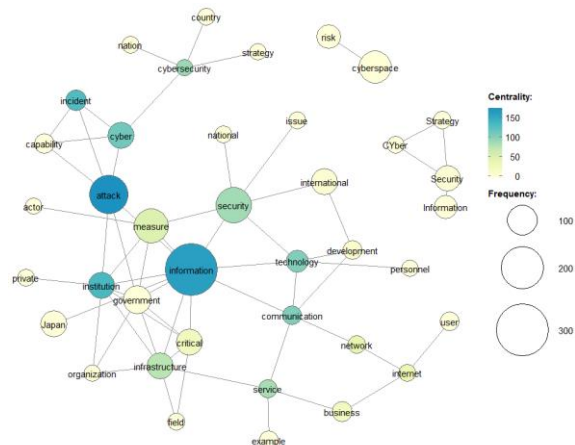 country
nation
risk
strategy
cybersecurity
cyberspace
Centrality:
incident
150
100
50
0
Strategy
cyber
issue
national
capability
CYber
attack
international
Security
Frequency:
actor
security
Information
measure
100
development
technology
information
personnel
private
institution
200
government
Japan
communication
user
critical
network
300
organization
infrastructure
internet
service
business
field
example